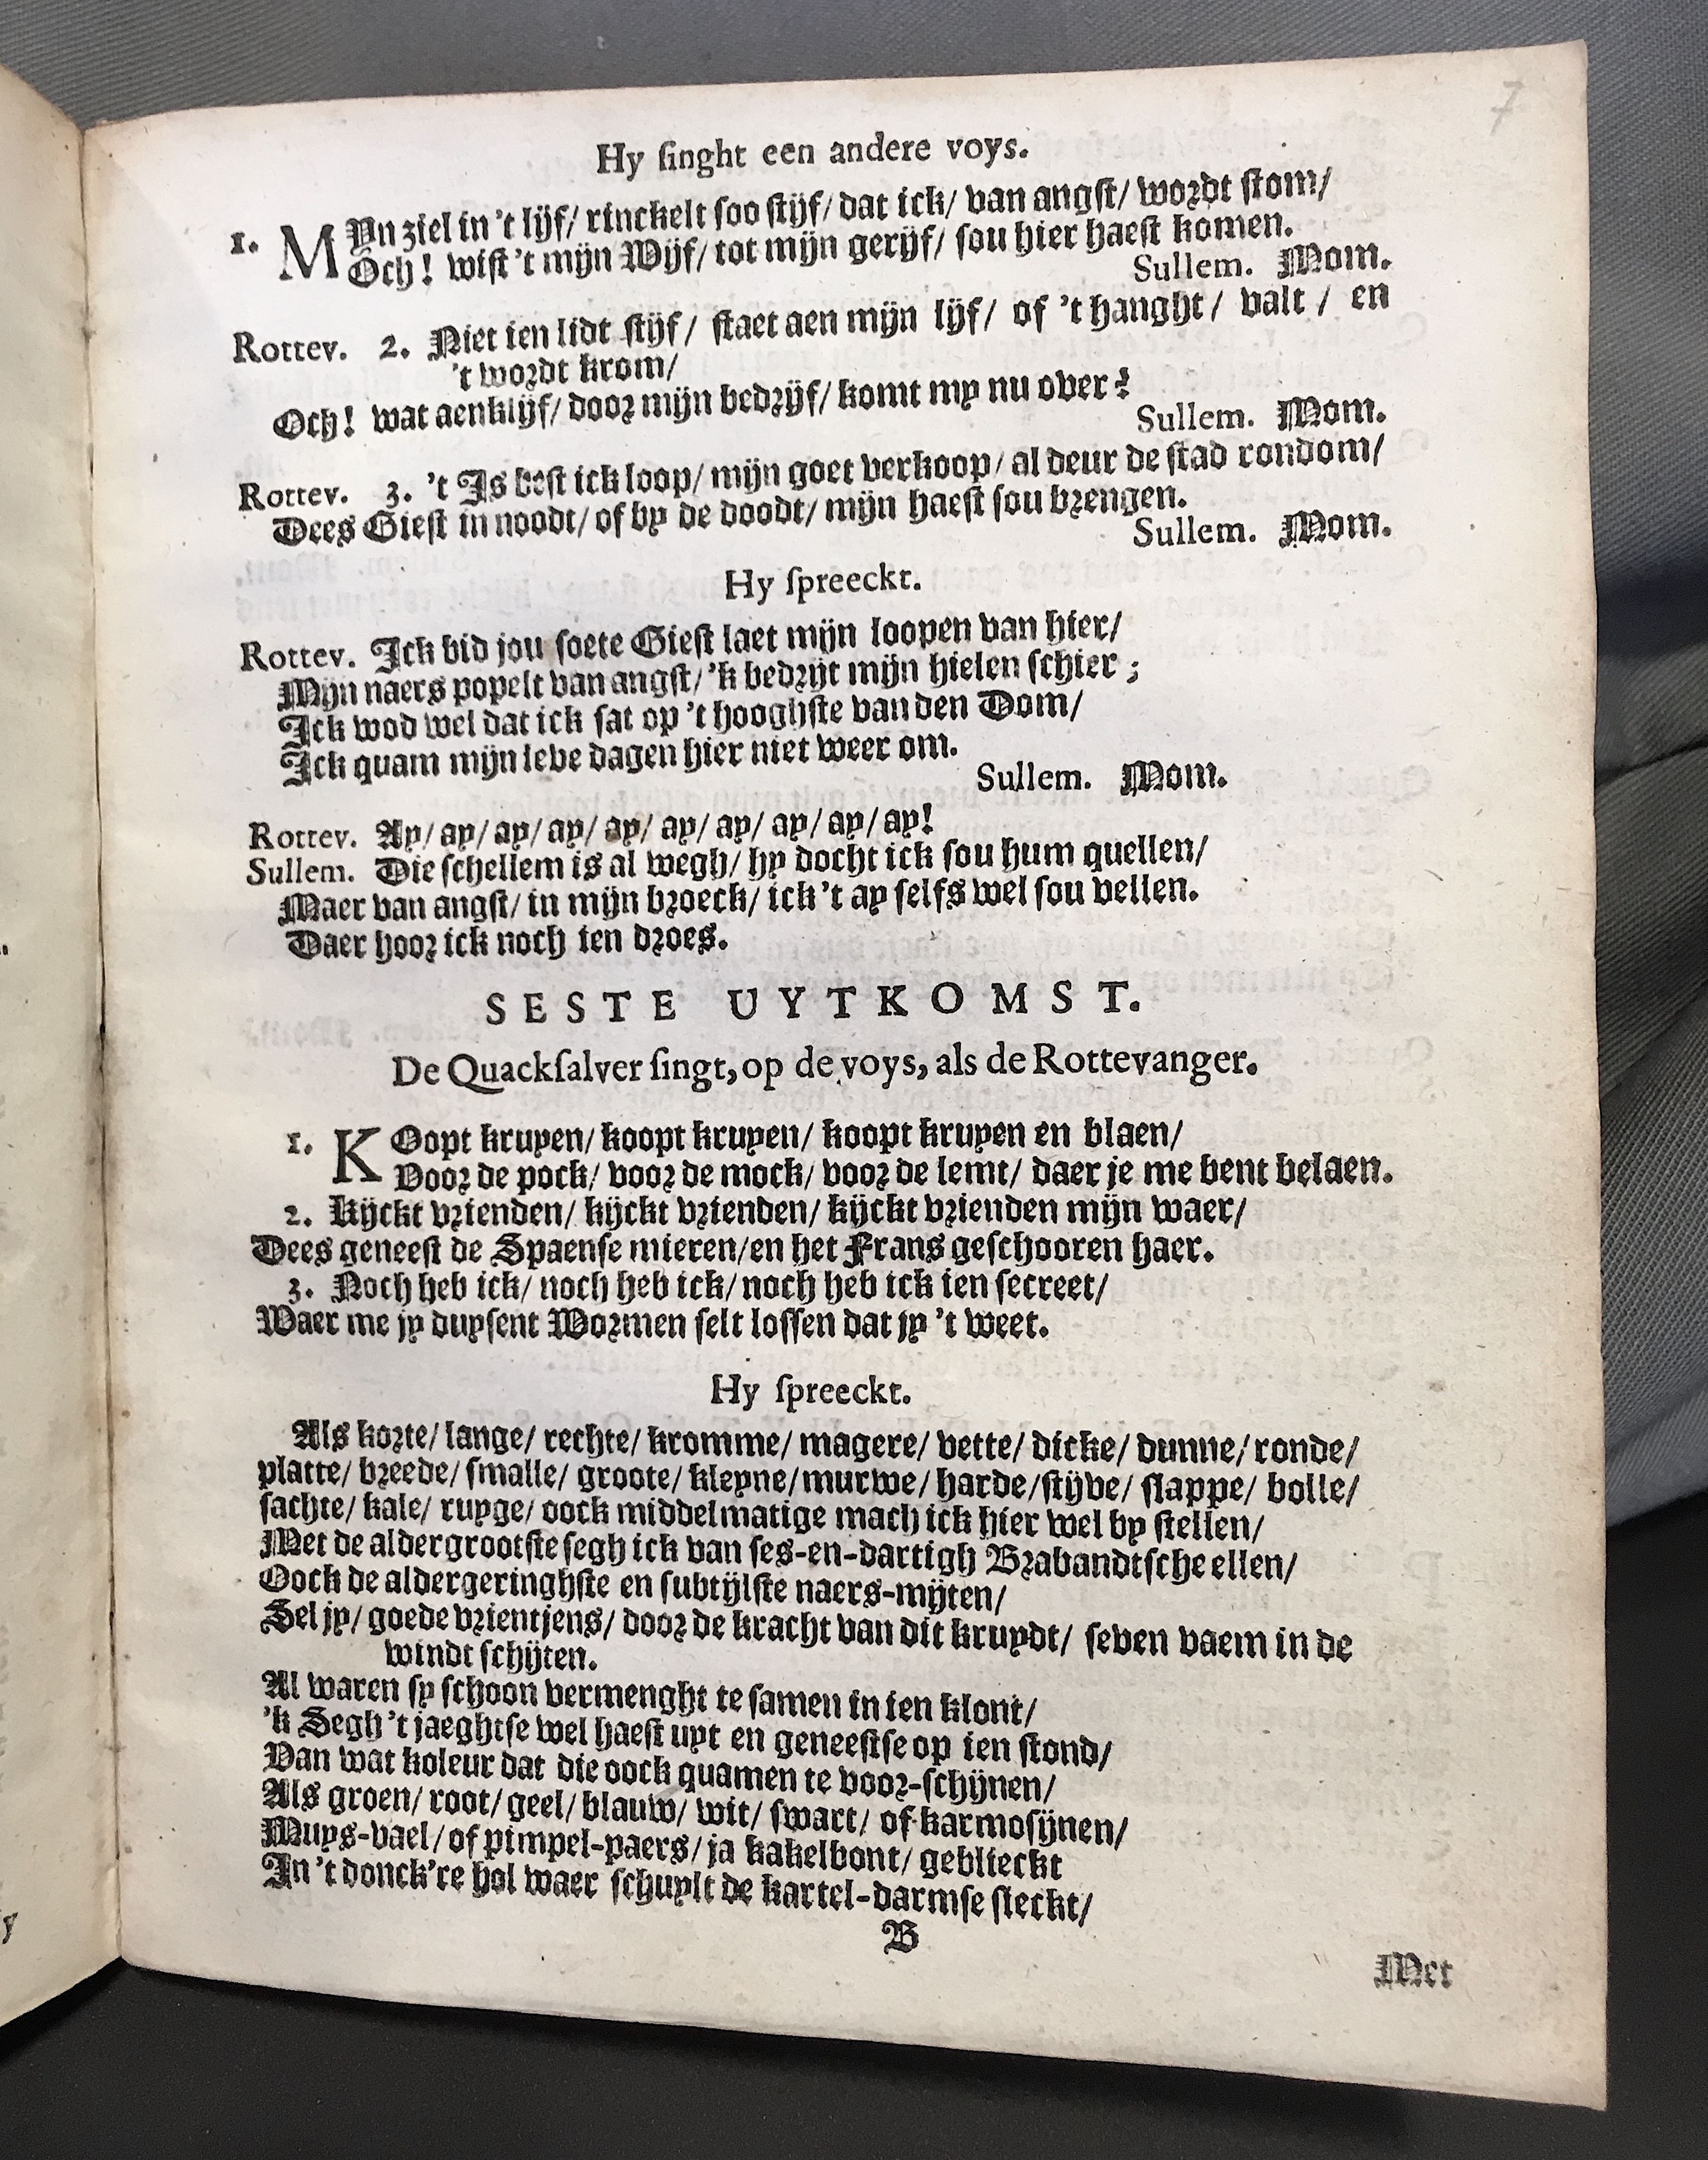 7
Hy singht een andere voys.
1. MYn ziel in 't lijf/ rinckelt soo stijf/ dat ick/ van angst/ wordt stom/
Och! wist 't mijn Wijf/ tot mijn gerijf/ sou hier haest komen.
Sullem. Mom.
Rottev. 2. Niet ien lidt stijf/ staet aen mijn lijf/ of 't hanght/ valt/ en
't wordt krom/
Och! wat aenklijf/ door mijn bedrijf/ komt my nu over?
Sullem. Mom.
Rottev. 3. 't Is best ick loop/ mijn goet verkoop/ al deur de stad rondom/
Dees Giest in noodt/ of by de doodt/ mijn haest sou brengen.
Sullem. Mom.
Hy spreeckt.
Rottev. Ick bid jou soete Giest laet mijn loopen van hier/
Mijn naers popelt van angst/ 'k bedrijt mijn hielen schier;
Ick wod wel dat ick sat op 't hooghste van den Dom/
Ick quam mijn leve dagen hier niet weer om.
Sullem. Mom.
Rottev. Ay/ ay/ ay/ ay/ ay/ ay/ ay/ ay/ ay/ ay!
Sullem. Die schellem is al wegh/ hy docht ick sou hum quellen/
Maer van angst/ in mijn broeck/ ick 't ay selfs wel sou vellen.
Daer hoor ick noch ien droes.
SESTE UYTKOMST.
De Quacksalver singt, op de voys, als de Rottevanger.
1. KOopt kruyen/ koopt kruyen/ koopt kruyen en blaen/
Voor de pock/ voor de mock/ voor de lemt/ daer je me bent belaen.
2. Kijckt vrienden/ kijckt vrienden/ kijckt vrienden mijn waer/
Dees geneest de Spaense mieren/en het Frans geschooren haer.
3. Noch heb ick/ noch heb ick/ noch heb ick ien secreet/
Waer me jy duysent Wormen selt lossen dat jy 't weet.
Hy spreeckt.
Als korte/ lange/ rechte/ kromme/ magere/ vette/ dicke/ dunne/ ronde/
platte/ breede/ smalle/ groote/ kleyne/ murwe/ harde/ stijve/ slappe/ bolle/
sachte/ kale/ ruyge/ oock middelmatige mach ick hier wel by stellen/
Met de aldergrootste segh ick van ses-en-dartigh Brabandtsche ellen/
Oock de aldergeringhste en subtijlste naers-mijten/
Sel jy/ goede vrientjens/ door de kracht van dit kruydt/ seven vaem in de
windt schijten.
Al waren sy schoon vermenght te samen in ien klont/
'k Segh 't jaeghtse wel haest uyt en geneestse op ien stond/
Van wat koleur dat die oock quamen te voor-schijnen/
Als groen/ root/ geel/ blauw/ wit/ swart/ of karmosijnen/
Muys-vael/ of pimpel-paers/ ja kakelbont/ geblieckt
In 't donck're hol waer schuylt de kartel-darmse sieckt/
B
Met